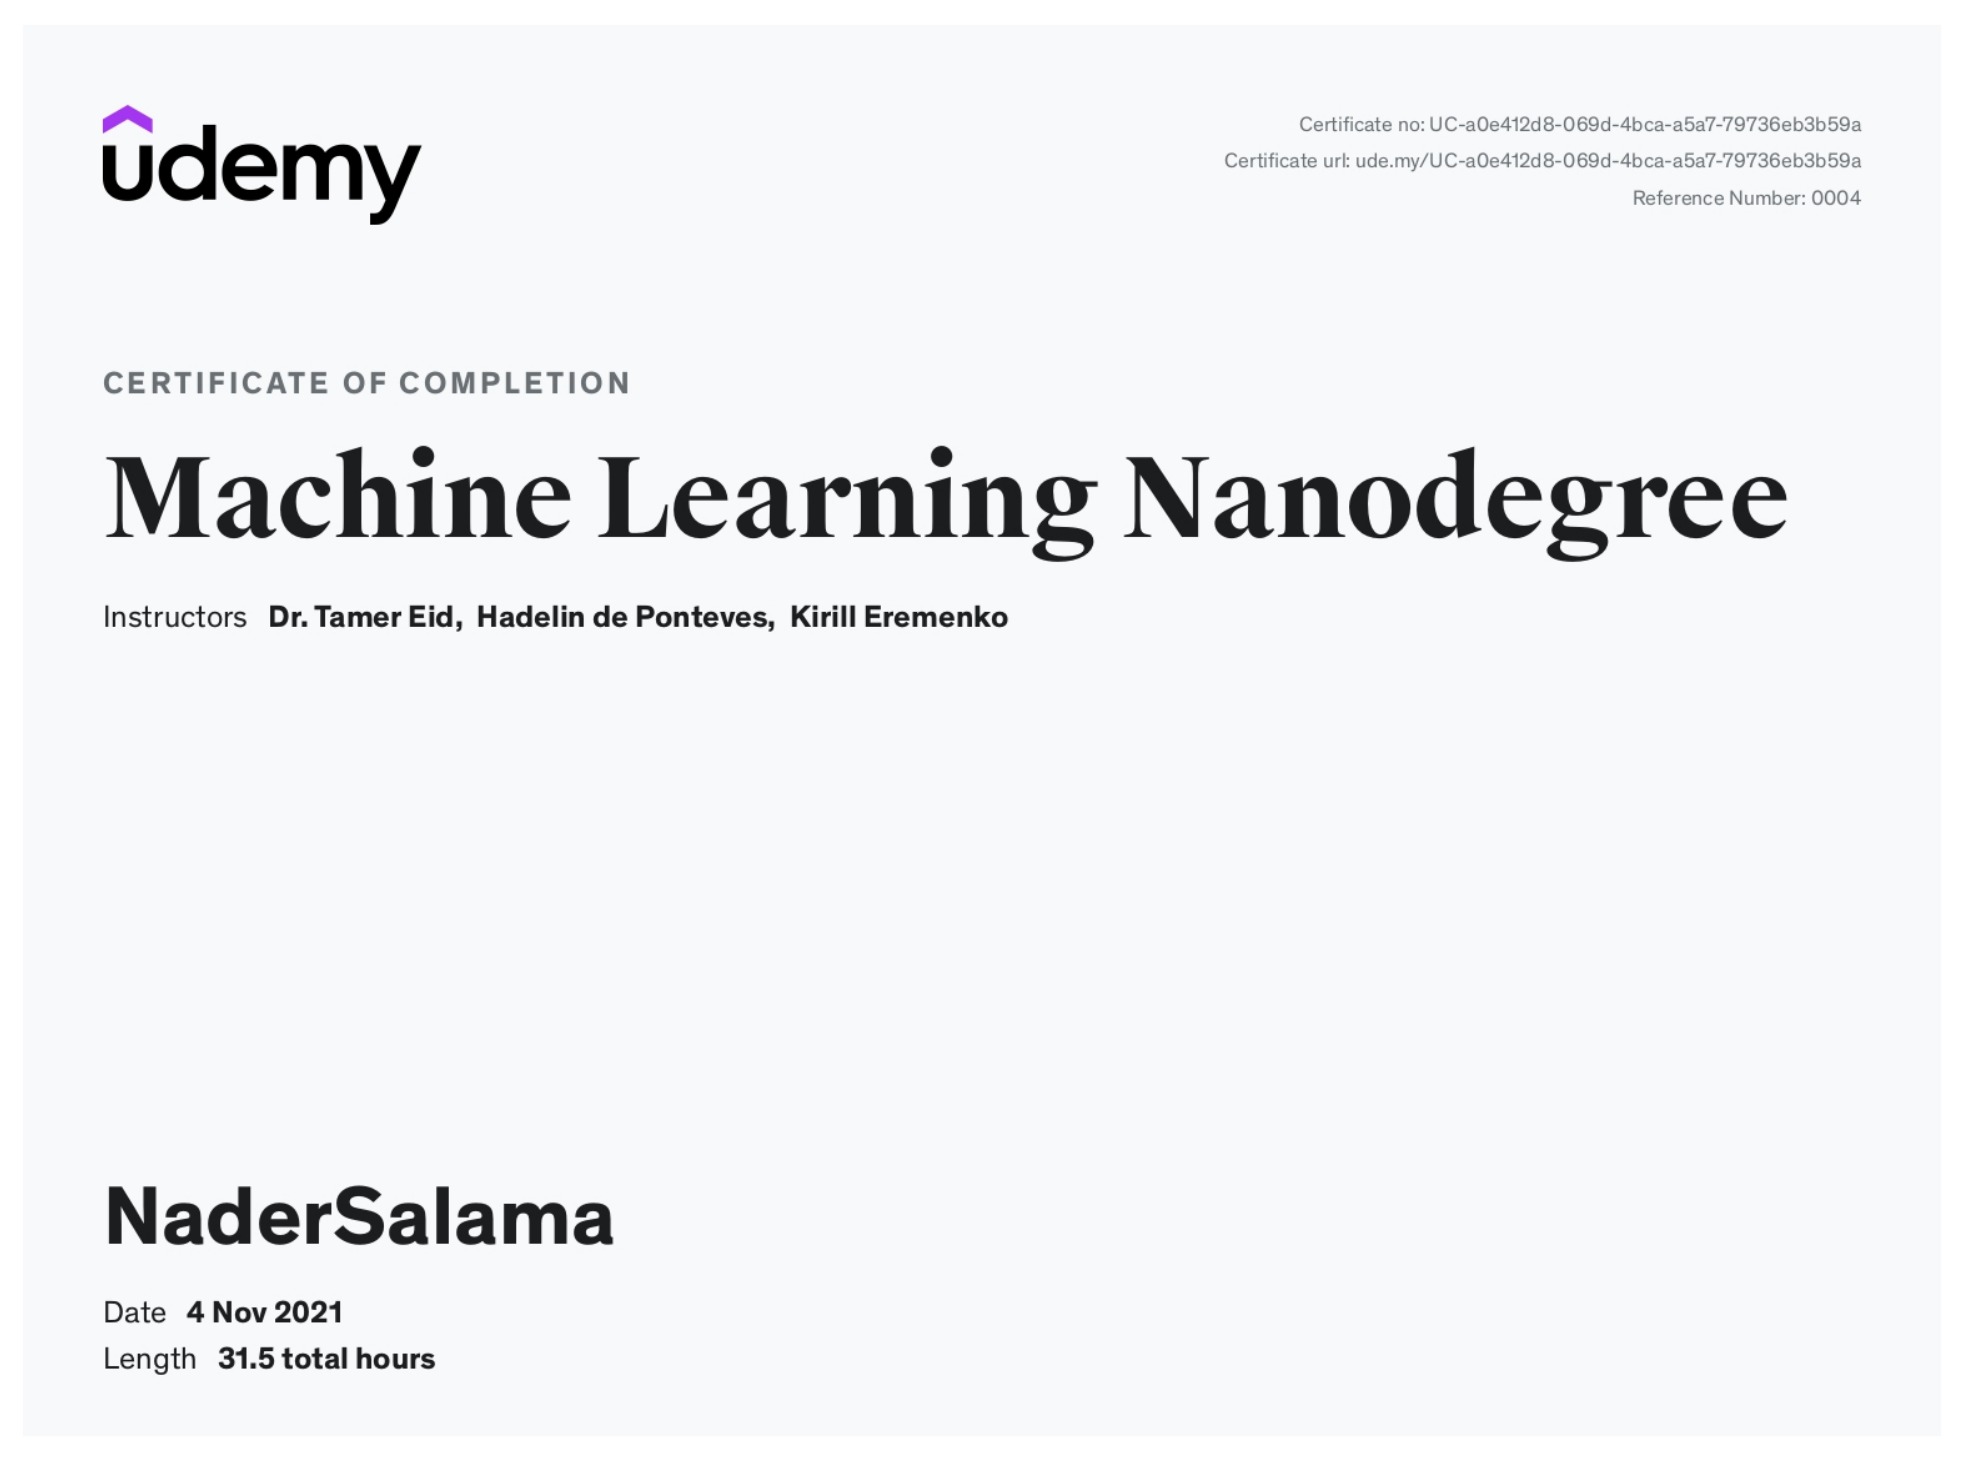 udemy
Certificate no: UC-a0e412d8-069d-4bca-a5a7-79736eb3b59a
Certificate url: ude.my/UC-a0e412d8-069d-4bca-a5a7-79736eb3b59a
Reference Number: 0004
CERTIFICATE OF COMPLETION
Machine Learning Nanodegree
Instructors Dr. Tamer Eid, Hadelin de Ponteves, Kirill Eremenko
NaderSalama
Date 4 Nov 2021
Length 31.5 total hours